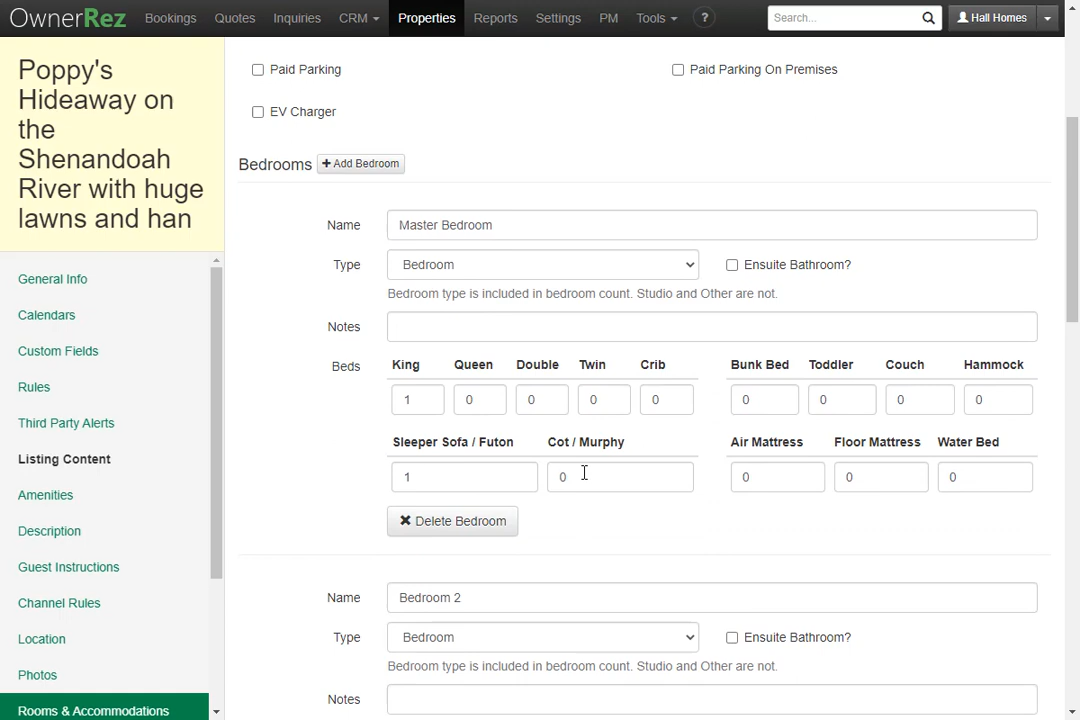 OwnerRez Bookings Quotes Inquiries CRM Properties Reports Settings PM Tools ? Search... Hall Homes
Poppy's
Hideaway on
the
Shenandoah
River with huge
lawns and han
General Info
Calendars
Custom Fields
Rules
Third Party Alerts
Listing Content
Amenities
Description
Guest Instructions
Channel Rules
Location
Photos
Rooms & Accommodations
Paid Parking Paid Parking On Premises
EV Charger
Bedrooms + Add Bedroom
Name Master Bedroom
Type Bedroom Ensuite Bathroom?
Bedroom type is included in bedroom count. Studio and Other are not.
Notes
Beds King Queen Double Twin Crib Bunk Bed Toddler Couch Hammock
1 0 0 0 0 0 0 0 0
Sleeper Sofa / Futon Cot / Murphy Air Mattress Floor Mattress Water Bed
1 0 0 0 0
Delete Bedroom
Name Bedroom 2
Type Bedroom Ensuite Bathroom?
Bedroom type is included in bedroom count. Studio and Other are not.
Notes